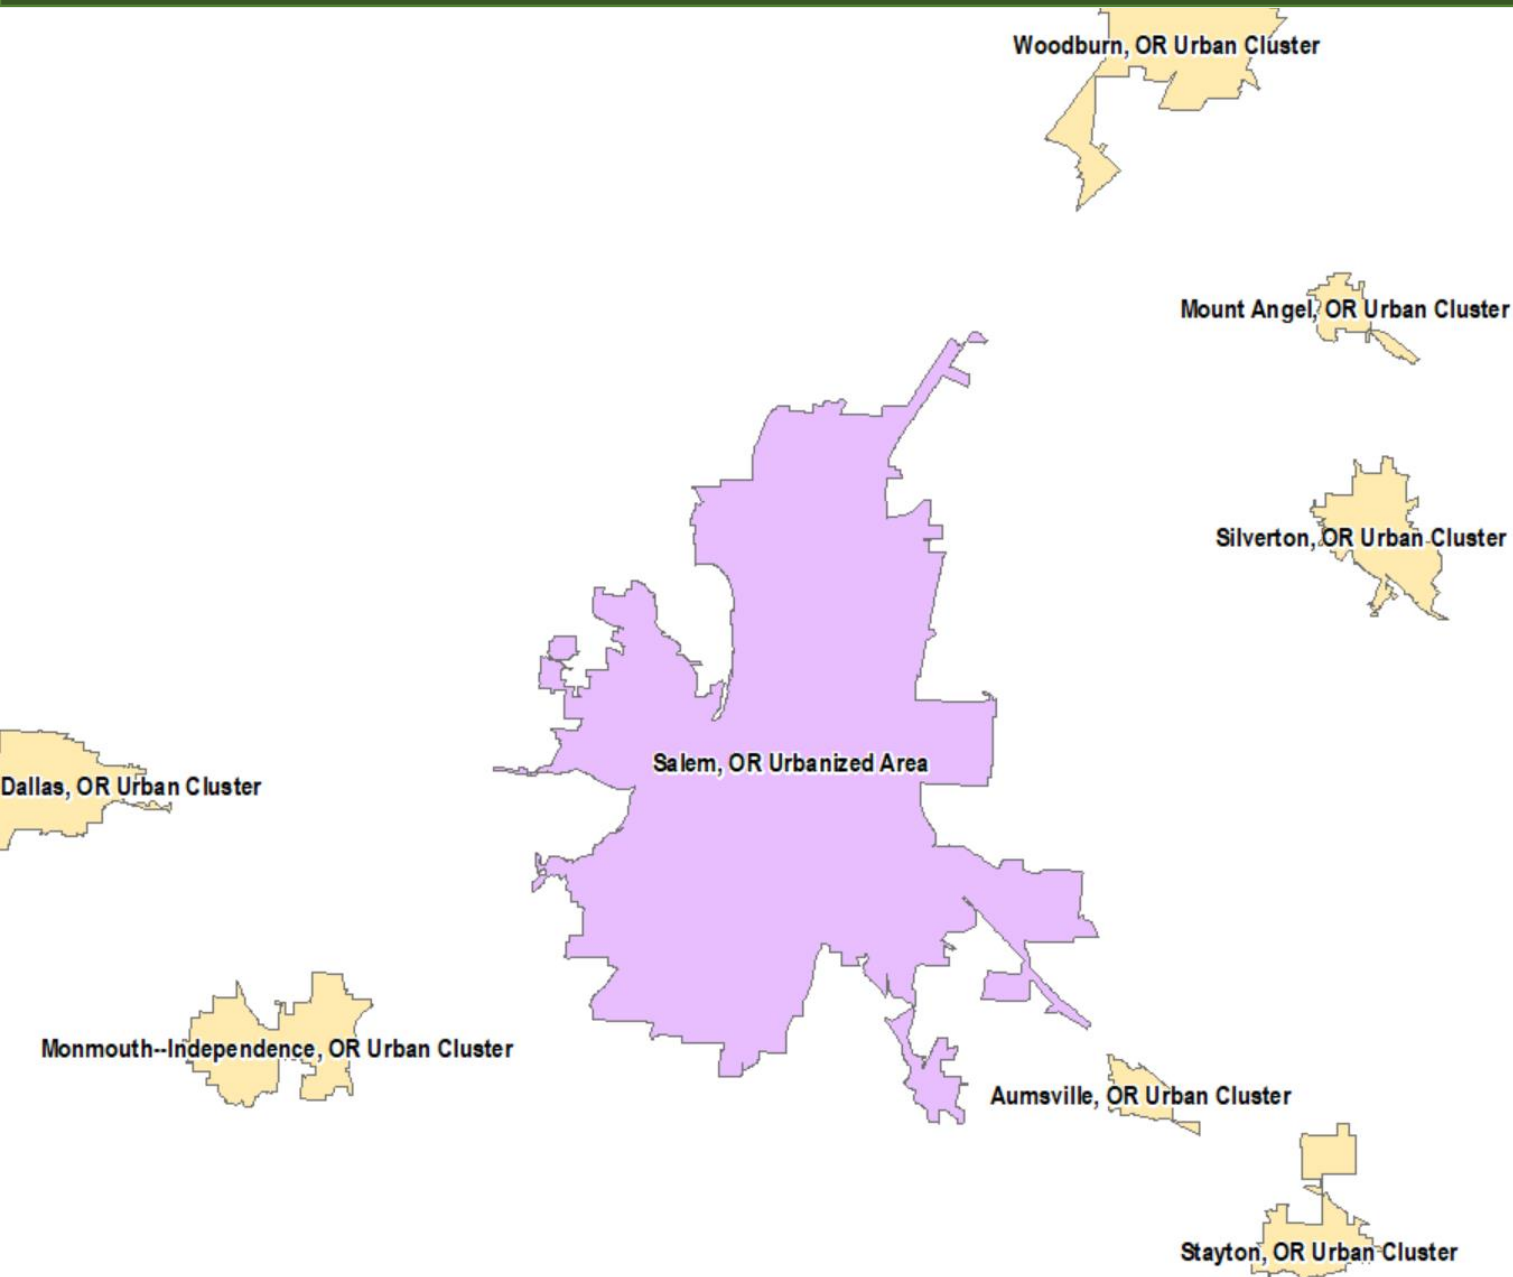 Woodburn, OR Urban Cluster
Mount Angel, OR Urban Cluster
Silverton, OR Urban Cluster
Salem, OR Urbanized Area
Dallas, OR Urban Cluster
Monmouth--Independence, OR Urban Cluster
Aumsville, OR Urban Cluster
Stayton, OR Urban Cluster